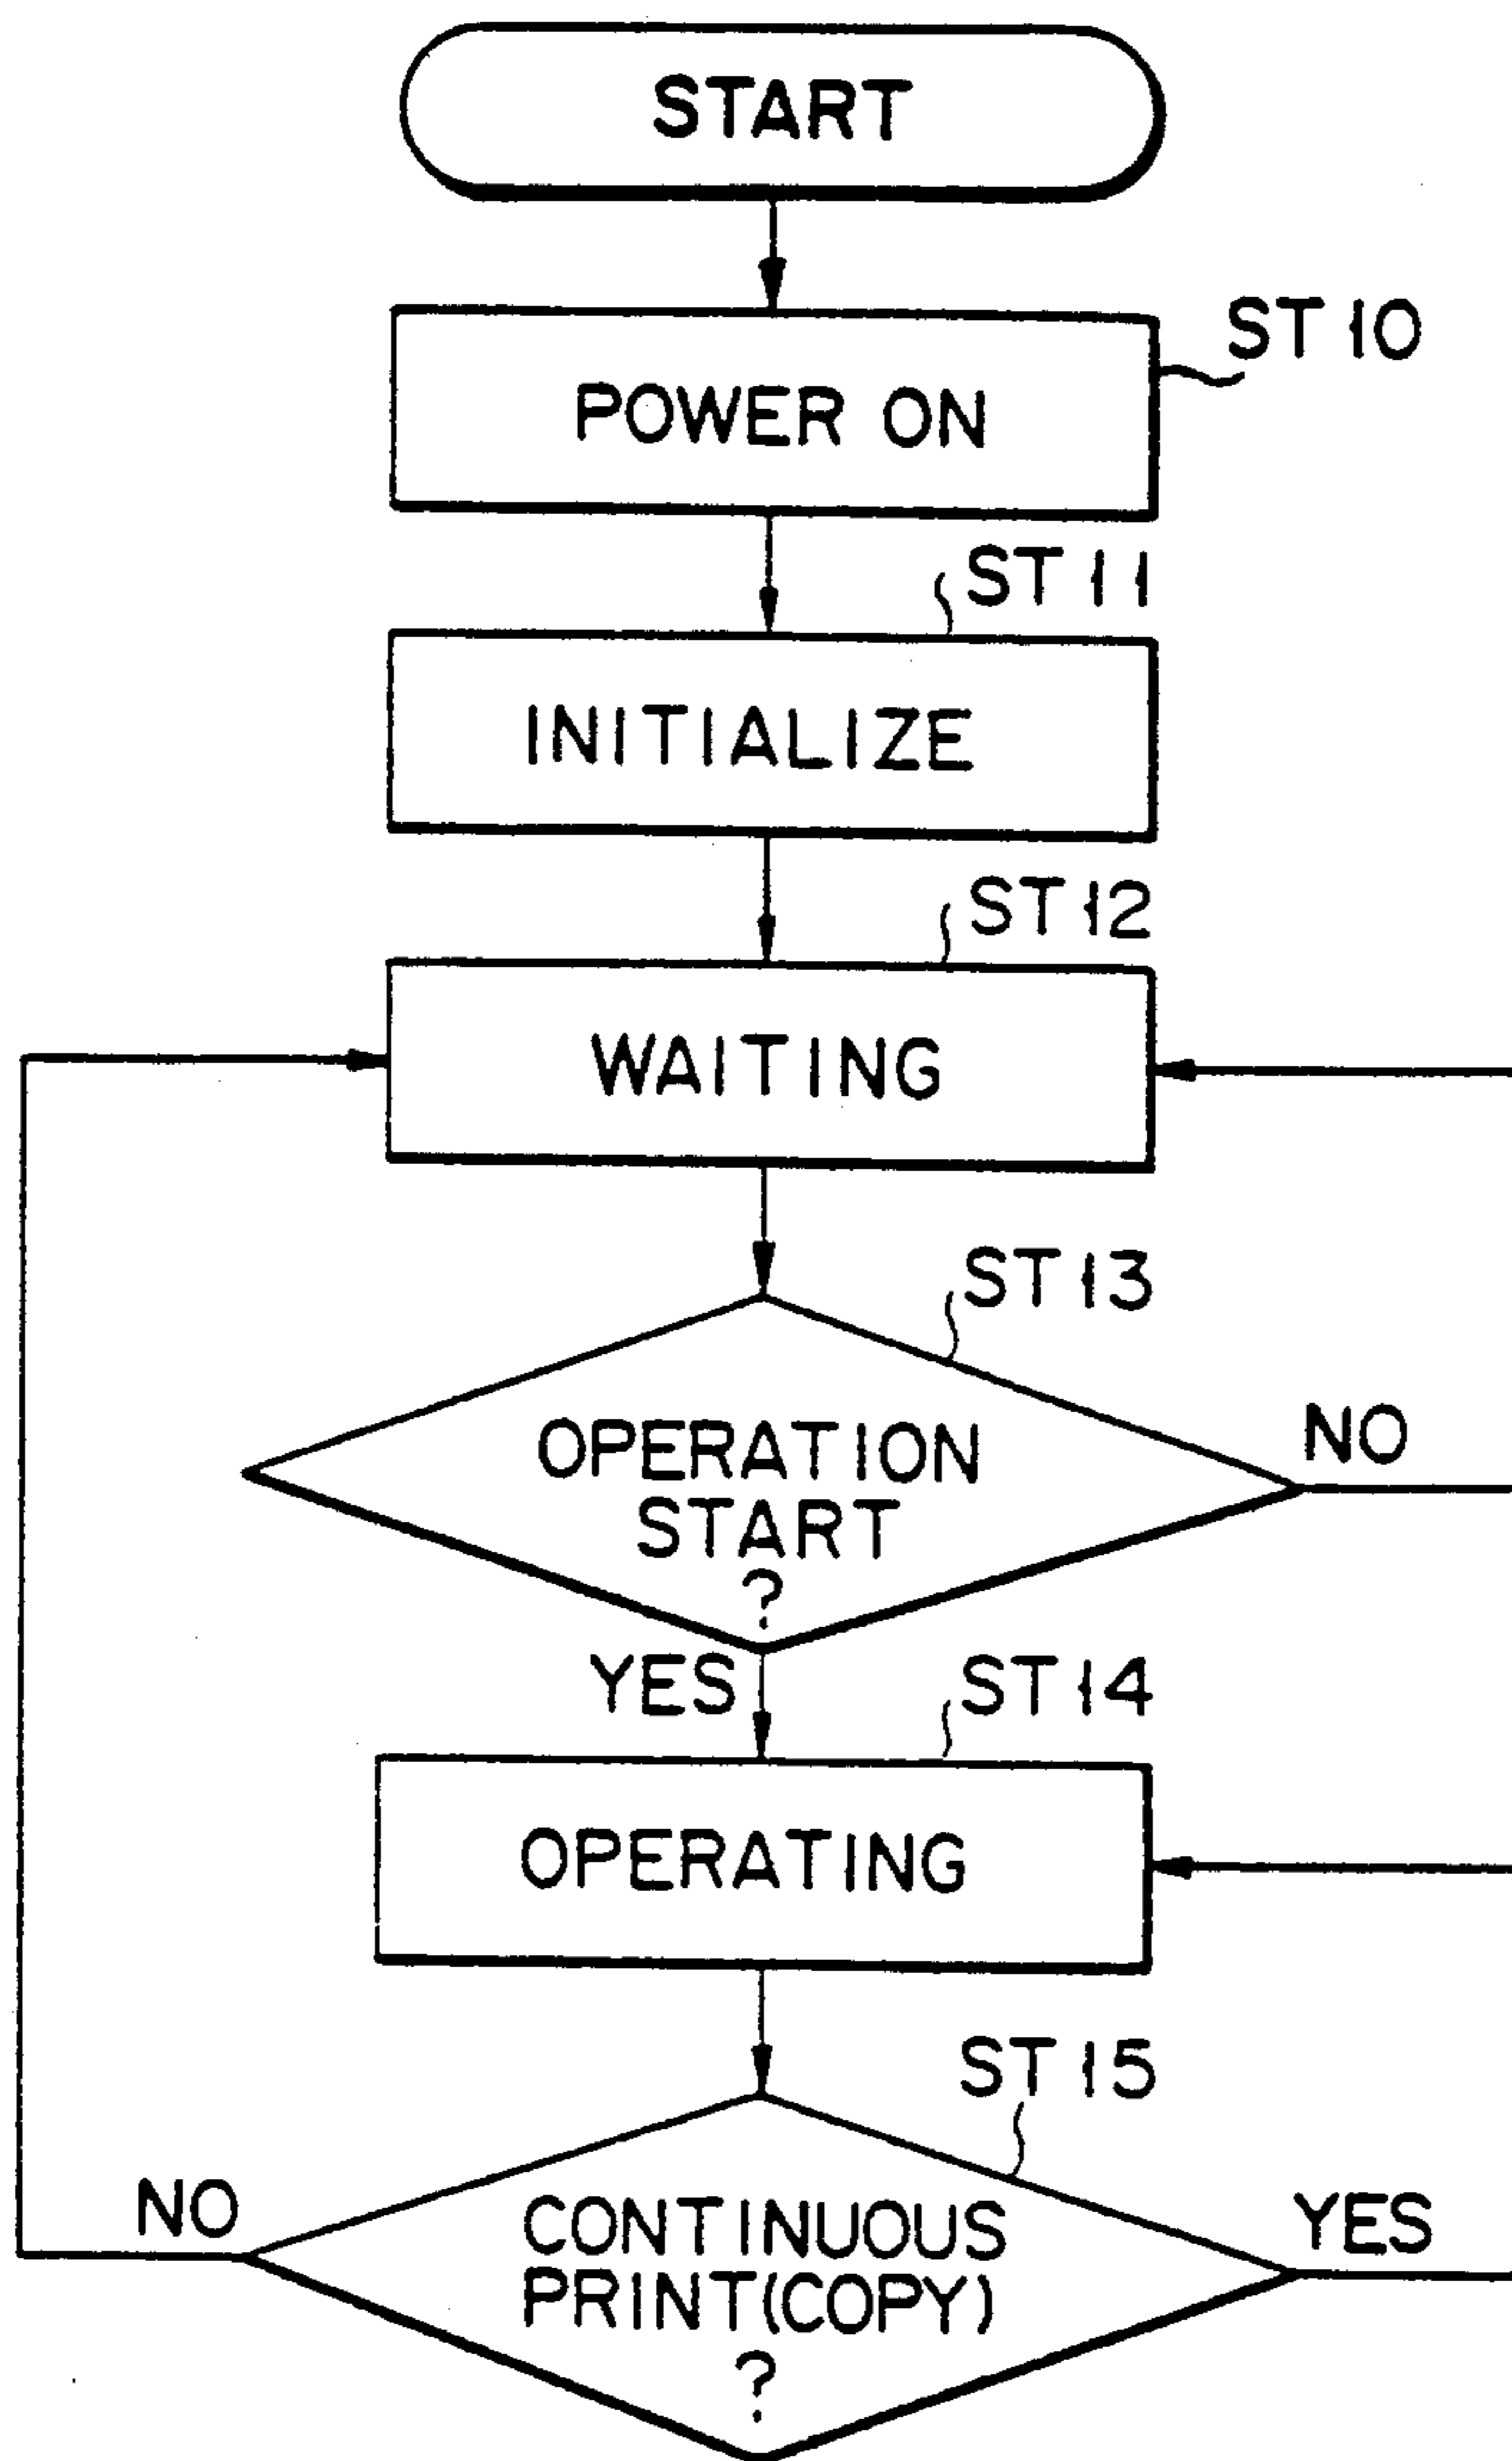 START
ST10
POWER ON
ST11
INITIALIZE
ST12
WAITING
ST13
OPERATION
START
?
NO
YES
ST14
OPERATING
ST15
NO
CONTINUOUS
PRINT(COPY)
?
YES